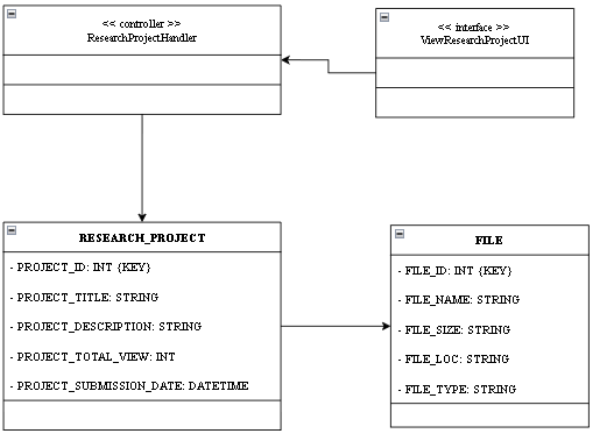 << controller >>
ResearchProjectHandler
<< interface >>
ViewResearchProjectUI
RESEARCH_PROJECT
- PROJECT_ID: INT {KEY}
- PROJECT_TITLE: STRING
- PROJECT_DESCRIPTION: STRING
- PROJECT_TOTAL_VIEW: INT
- PROJECT_SUBMISSION_DATE: DATETIME
FILE
- FILE_ID: INT {KEY}
- FILE_NAME: STRING
- FILE_SIZE: STRING
- FILE_LOC: STRING
- FILE_TYPE: STRING